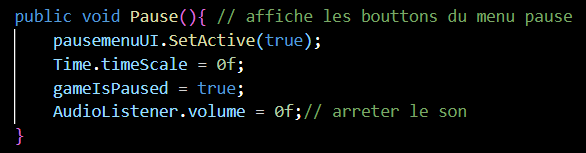 public void Pause(){ // affiche les bouttons du menu pause
pausemenuUI.SetActive(true);
Time.timeScale = 0f;
gameIsPaused = true;
AudioListener.volume = 0f;// arreter le son
}